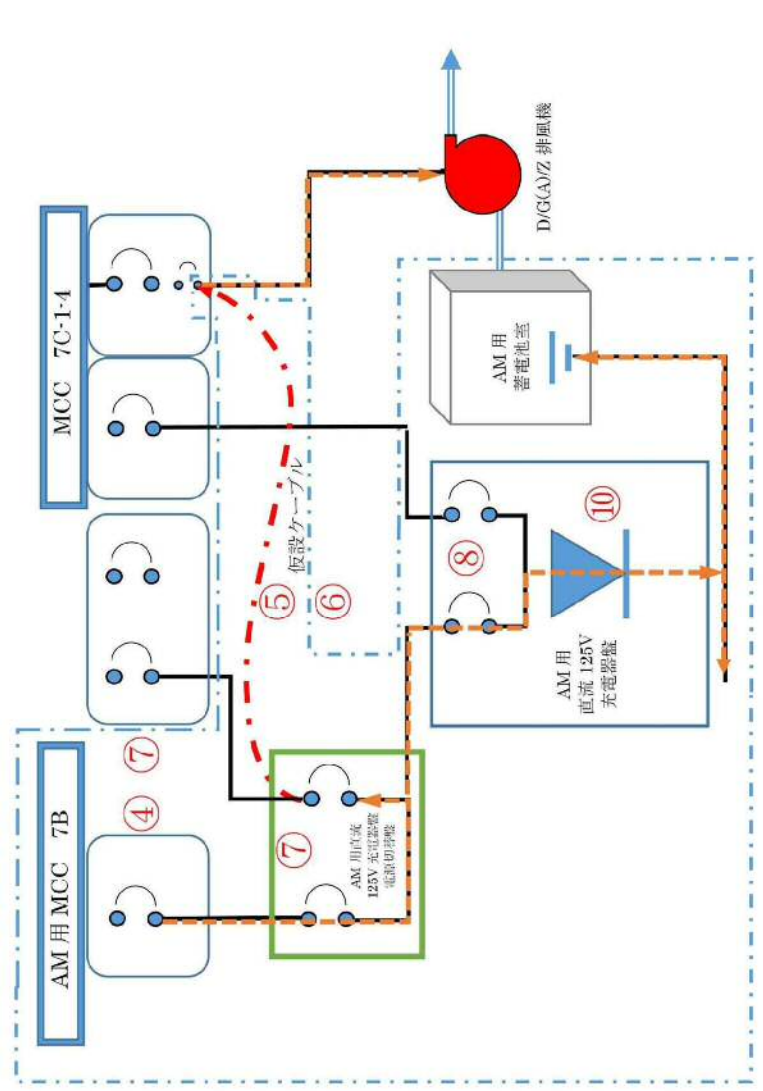 AM 用 MCC　7B
MCC　7C-1-4
④
⑦
⑤
仮設ケーブル
⑥
⑦
AM 用直流
125V 充電器盤
電源切替盤
⑧
⑩
AM 用
直流 125V
充電器盤
AM 用
蓄電池室
D/G(A)/Z 排風機